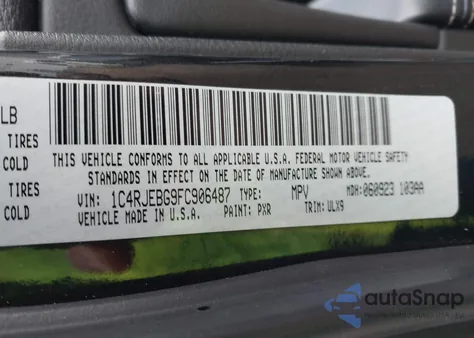 LB
TIRES
COLD
TIRES
COLD
THIS VEHICLE CONFORMS TO ALL APPLICABLE U.S.A. FEDERAL MOTOR VEHICLE SAFETY
STANDARDS IN EFFECT ON THE DATE OF MANUFACTURE SHOWN ABOVE.
VIN: 1C4RJEBG9FC906487 TYPE: MPV MDH: 060923 103AA
VEHICLE MADE IN U.S.A. PAINT: PXR TRIM: ULX9
autoSnap